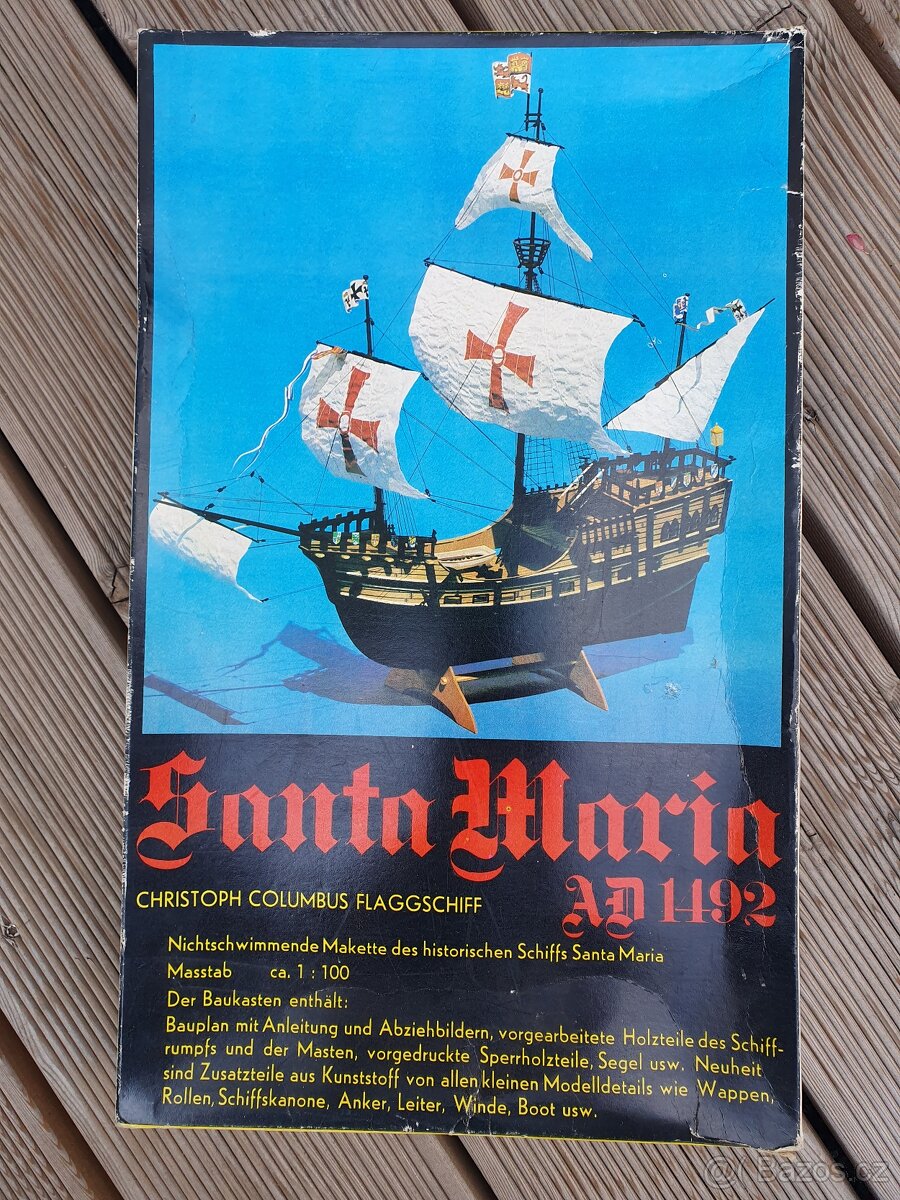 Santa Maria
AD 1492
CHRISTOPH COLUMBUS FLAGGSCHIFF
Nichtschwimmende Makette des historischen Schiffs Santa Maria
Masstab ca. 1 : 100
Der Baukasten enthält:
Bauplan mit Anleitung und Abziehbildern, vorgearbeitete Holzteile des Schiff-
rumpfs und der Masten, vorgedruckte Sperrholzteile, Segel usw. Neuheit
sind Zusatzteile aus Kunststoff von allen kleinen Modelldetails wie Wappen,
Rollen, Schiffskanone, Anker, Leiter, Winde, Boot usw.
Bazos.cz